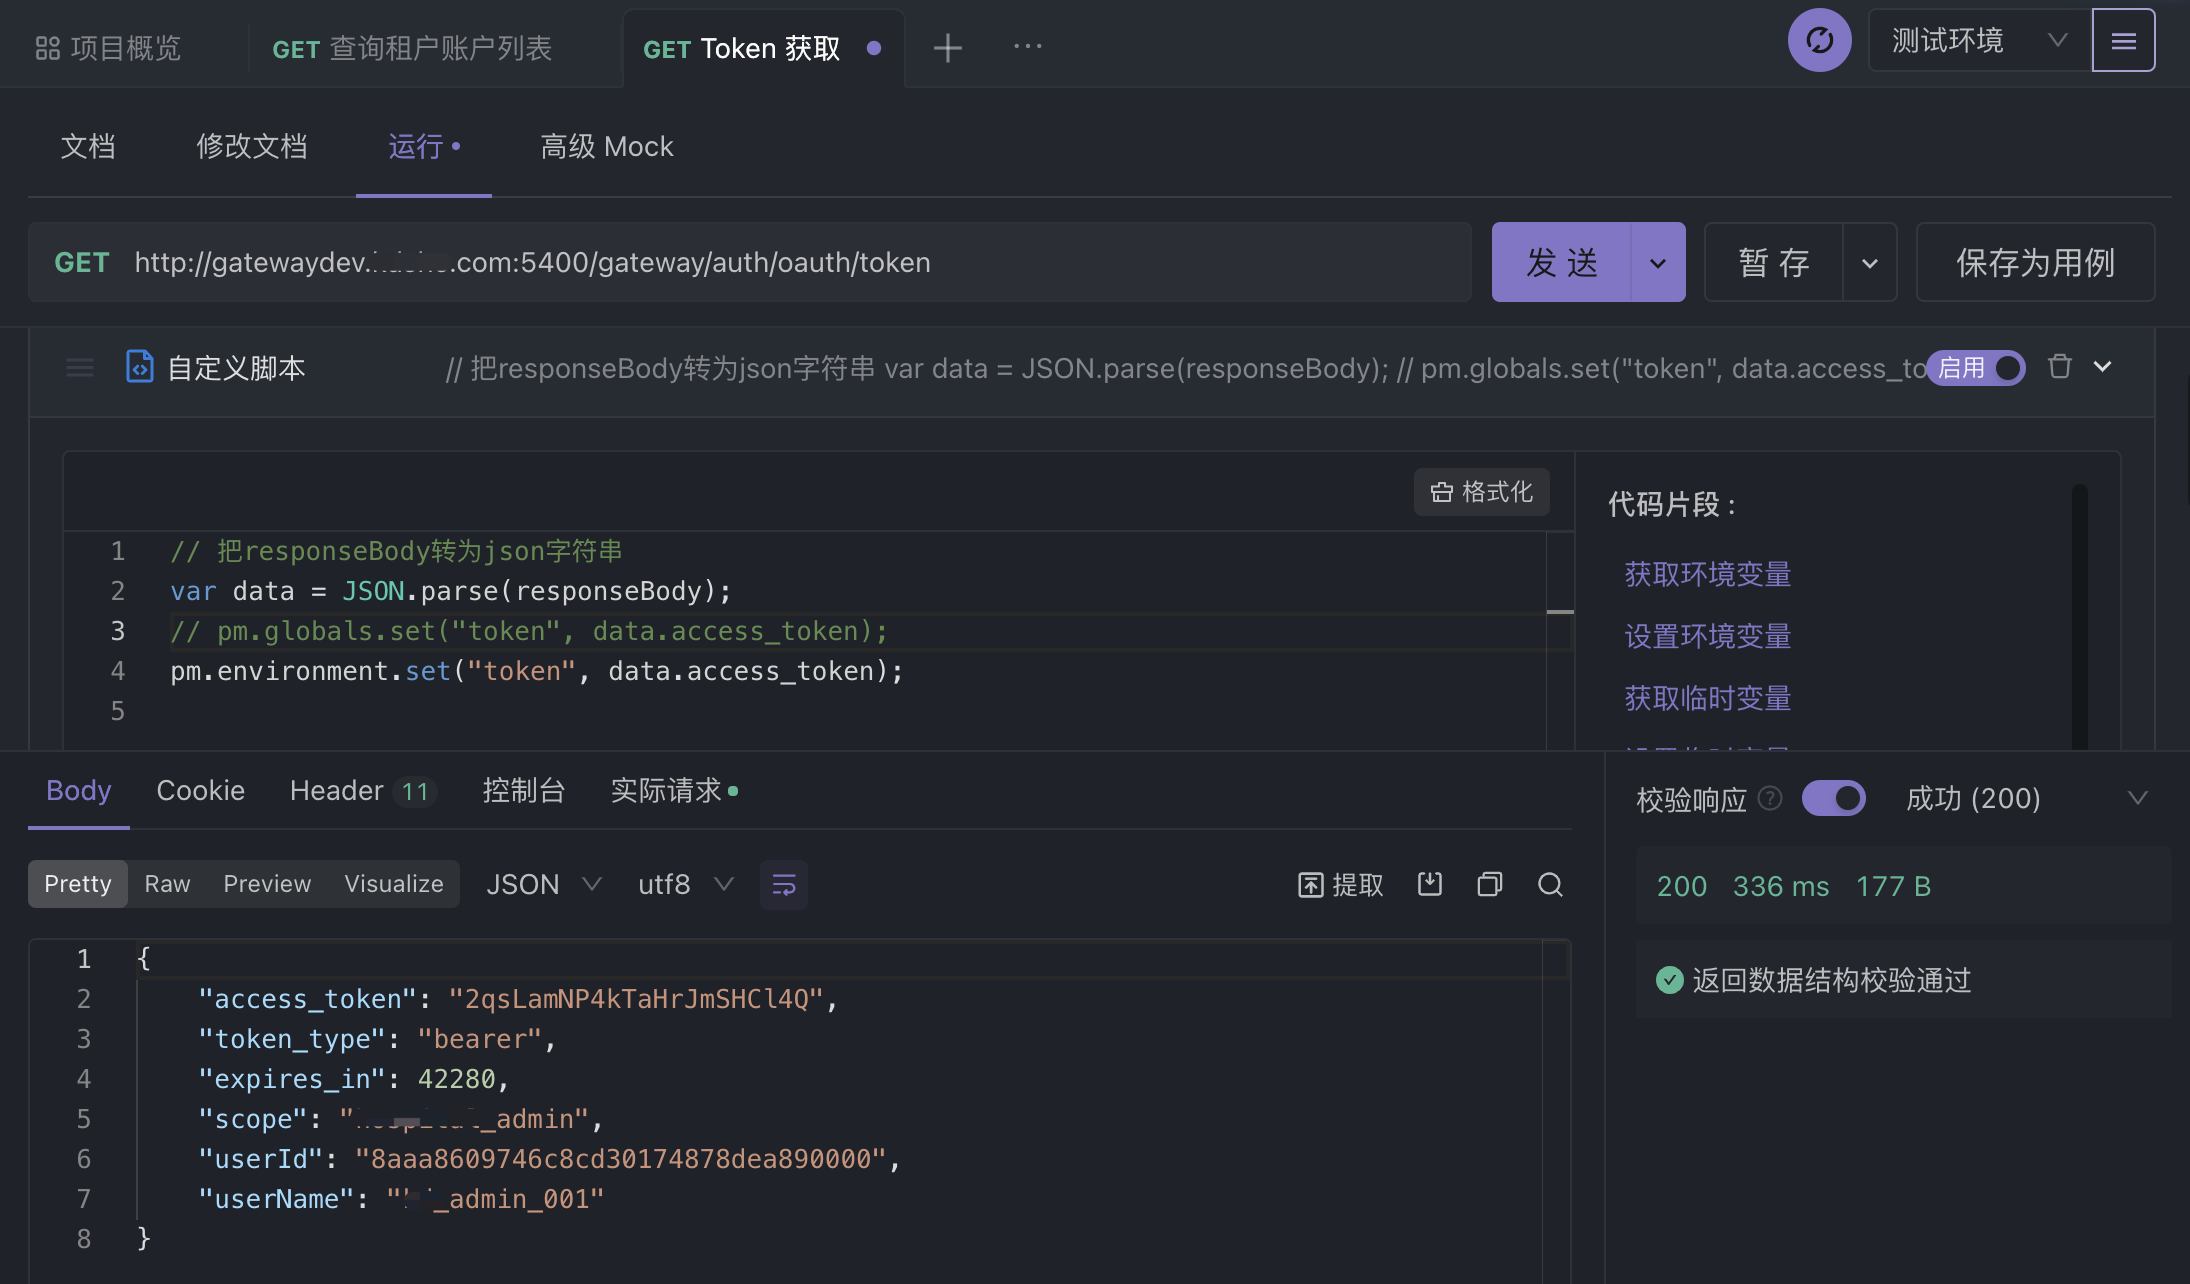 项目概览 GET 查询租户账户列表 GET Token 获取 ··· 测试环境
文档 修改文档 运行 高级 Mock
GET http://gatewaydev. .com:5400/gateway/auth/oauth/token 发 送 暂 存 保存为用例
自定义脚本 // 把responseBody转为json字符串 var data = JSON.parse(responseBody); // pm.globals.set("token", data.access_to 启用
格式化
代码片段 :
获取环境变量
设置环境变量
获取临时变量
1 // 把responseBody转为json字符串
2 var data = JSON.parse(responseBody);
3 // pm.globals.set("token", data.access_token);
4 pm.environment.set("token", data.access_token);
5
Body Cookie Header 11 控制台 实际请求
校验响应 ? 成功 (200)
Pretty Raw Preview Visualize JSON utf8 提取
200 336 ms 177 B
返回数据结构校验通过
1 {
2 "access_token": "2qsLamNP4kTaHrJmSHCl4Q",
3 "token_type": "bearer",
4 "expires_in": 42280,
5 "scope": " _admin",
6 "userId": "8aaa8609746c8cd30174878dea890000",
7 "userName": " _admin_001"
8 }